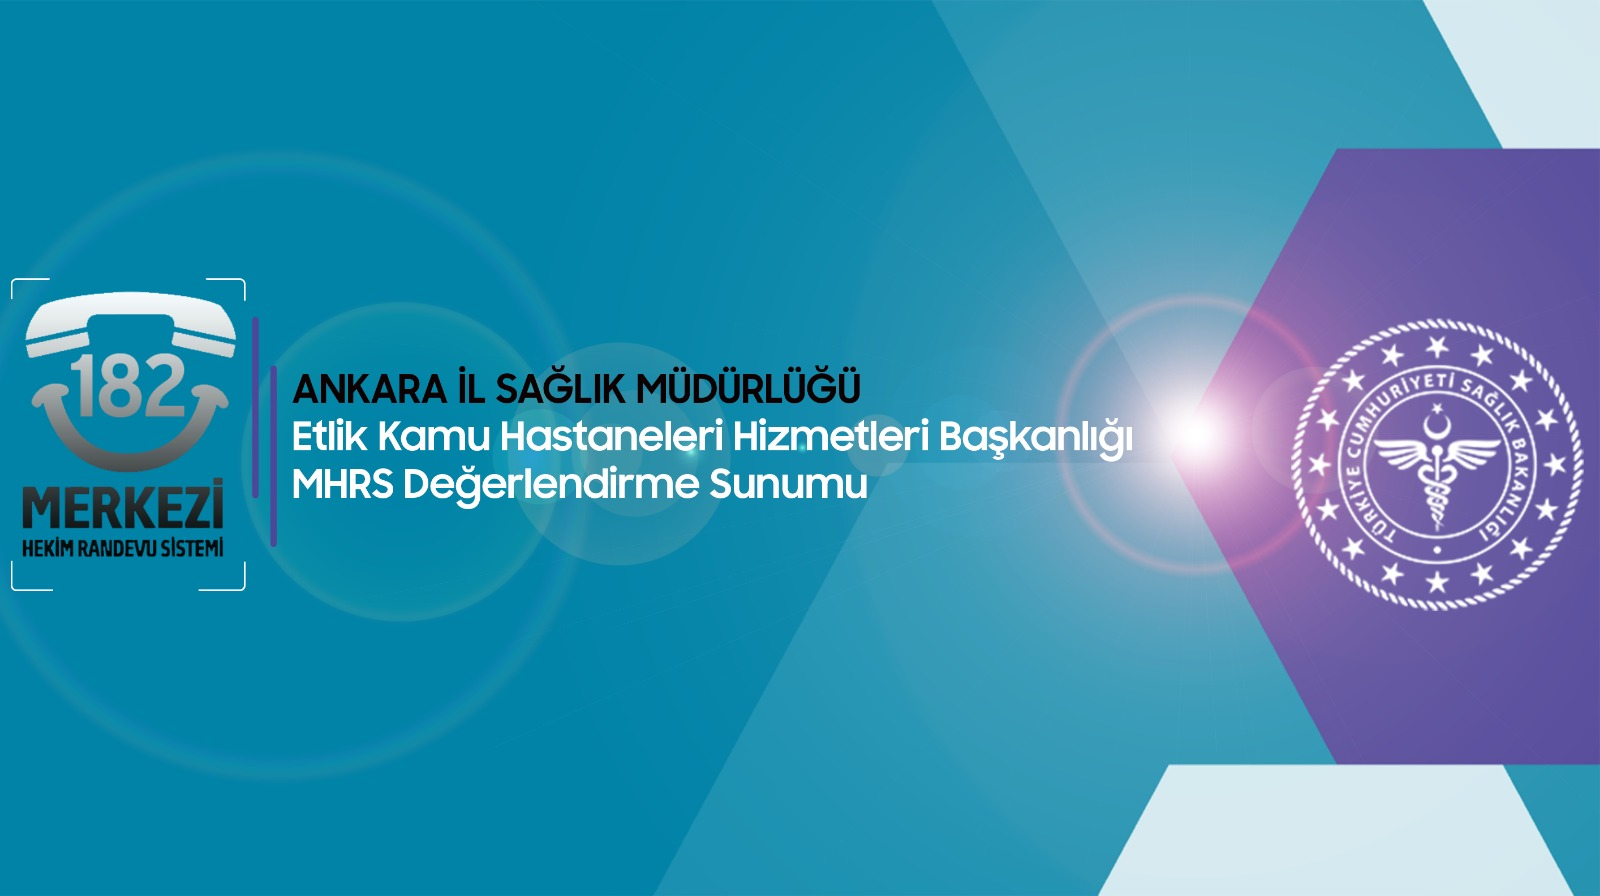 182
MERKEZİ
HEKİM RANDEVU SİSTEMİ
ANKARA İL SAĞLIK MÜDÜRLÜĞÜ
Etlik Kamu Hastaneleri Hizmetleri Başkanlığı
MHRS Değerlendirme Sunumu
TÜRKİYE CUMHURİYETİ SAĞLIK BAKANLIĞI